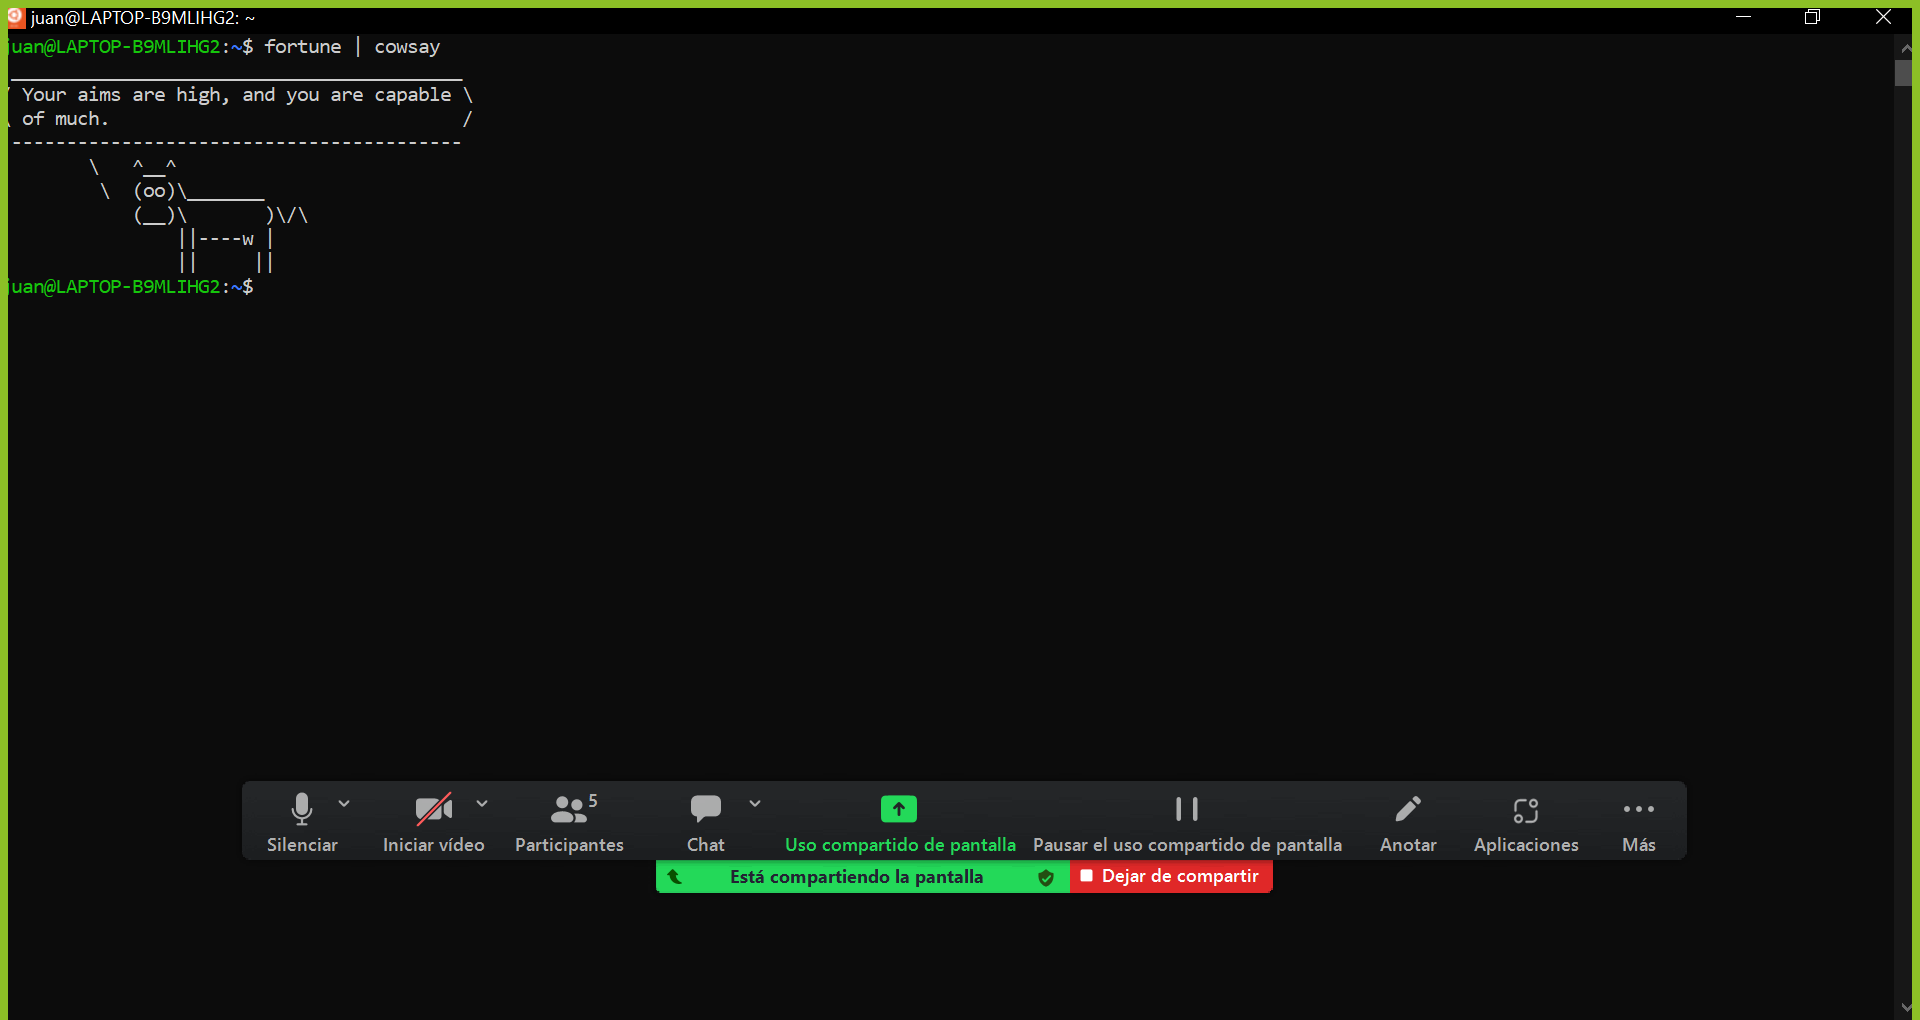 juan@LAPTOP-B9MLIHG2: ~
juan@LAPTOP-B9MLIHG2:~$ fortune | cowsay
 _________________________________________
/ Your aims are high, and you are capable \
\ of much.                                /
 -----------------------------------------
        \   ^__^
         \  (oo)\_______
            (__)\       )\/\
                ||----w |
                ||     ||
juan@LAPTOP-B9MLIHG2:~$
5
Silenciar
Iniciar vídeo
Participantes
Chat
Uso compartido de pantalla
Pausar el uso compartido de pantalla
Anotar
Aplicaciones
Más
Está compartiendo la pantalla
Dejar de compartir